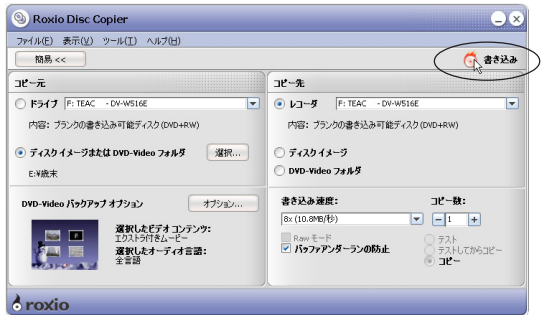 Roxio Disc Copier
ファイル(F) 表示(V) ツール(T) ヘルプ(H)
簡易 <<
書き込み
コピー元
ドライブ F: TEAC - DV-W516E
内容: ブランクの書き込み可能ディスク(DVD+RW)
ディスクイメージまたは DVD-Video フォルダ 選択...
E:¥歳末
DVD-Video バックアップ オプション オプション...
選択したビデオ コンテンツ:
エクストラ付きムービー
選択したオーディオ言語:
全言語
コピー先
レコーダ F: TEAC - DV-W516E
内容: ブランクの書き込み可能ディスク(DVD+RW)
ディスクイメージ
DVD-Video フォルダ
書き込み速度: コピー数:
8x (10.8MB/秒) 1
Raw モード
バッファアンダーランの防止
テスト
テストしてからコピー
コピー
roxio